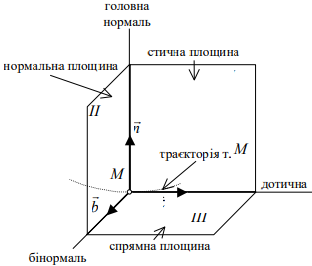 головна
нормаль
стична площина
нормальна площина
II
n
траєкторія т. M
M
дотична
b
III
спрямна площина
бінормаль